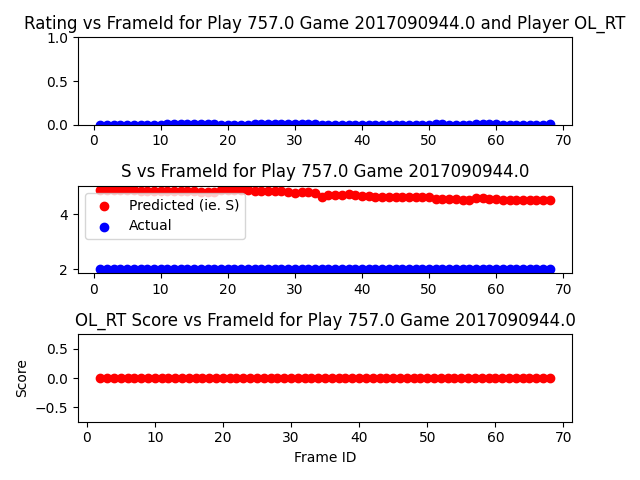 Rating vs FrameId for Play 757.0 Game 2017090944.0 and Player OL_RT
1.0
0.5
0.0
0 10 20 30 40 50 60 70
S vs FrameId for Play 757.0 Game 2017090944.0
4
2
Predicted (ie. S)
Actual
0 10 20 30 40 50 60 70
OL_RT Score vs FrameId for Play 757.0 Game 2017090944.0
Score
0.5
0.0
−0.5
0 10 20 30 40 50 60 70
Frame ID